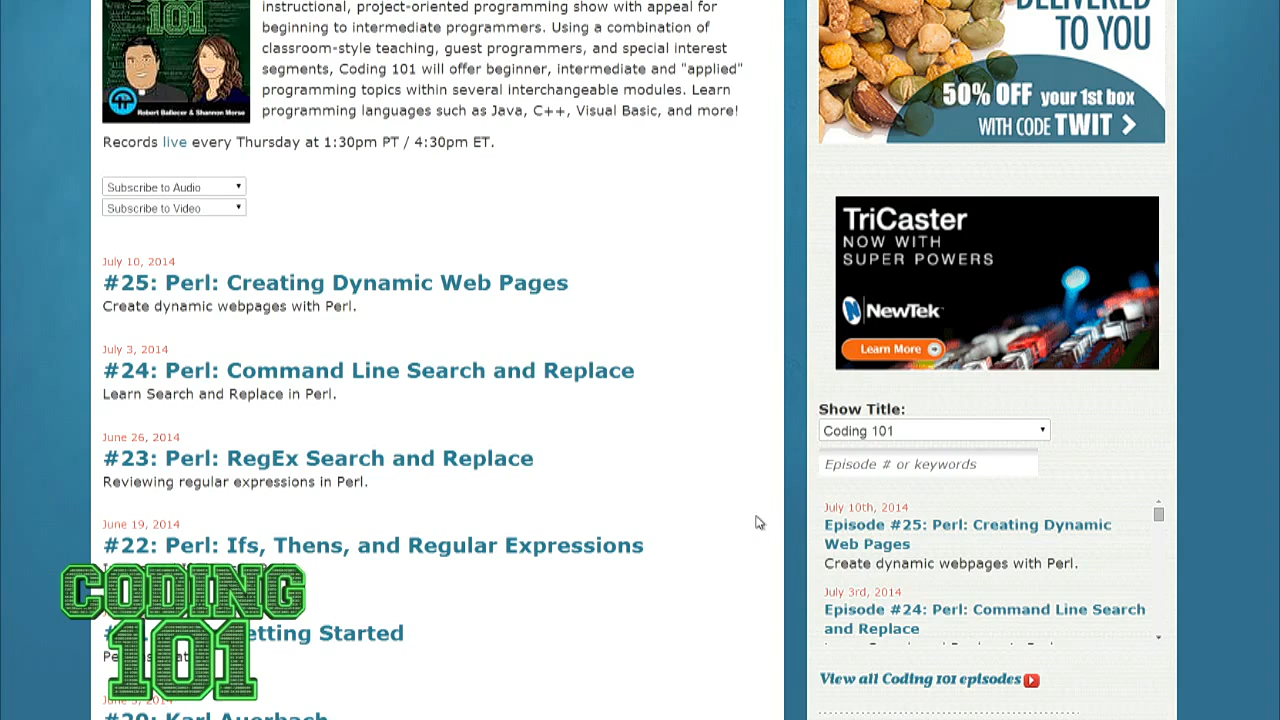 101
Robert Ballecer & Shannon Morse
instructional, project-oriented programming show with appeal for
beginning to intermediate programmers. Using a combination of
classroom-style teaching, guest programmers, and special interest
segments, Coding 101 will offer beginner, intermediate and "applied"
programming topics within several interchangeable modules. Learn
programming languages such as Java, C++, Visual Basic, and more!
Records live every Thursday at 1:30pm PT / 4:30pm ET.
Subscribe to Audio
Subscribe to Video
July 10, 2014
#25: Perl: Creating Dynamic Web Pages
Create dynamic webpages with Perl.
July 3, 2014
#24: Perl: Command Line Search and Replace
Learn Search and Replace in Perl.
June 26, 2014
#23: Perl: RegEx Search and Replace
Reviewing regular expressions in Perl.
June 19, 2014
#22: Perl: Ifs, Thens, and Regular Expressions
CODING
101
etting Started
#20: Karl Auerbach
DELIVERED
TO YOU
50% OFF your 1st box
WITH CODE TWIT
TriCaster
NOW WITH
SUPER POWERS
NewTek
Learn More
Show Title:
Coding 101
Episode # or keywords
July 10th, 2014
Episode #25: Perl: Creating Dynamic
Web Pages
Create dynamic webpages with Perl.
July 3rd, 2014
Episode #24: Perl: Command Line Search
and Replace
View all Coding 101 episodes